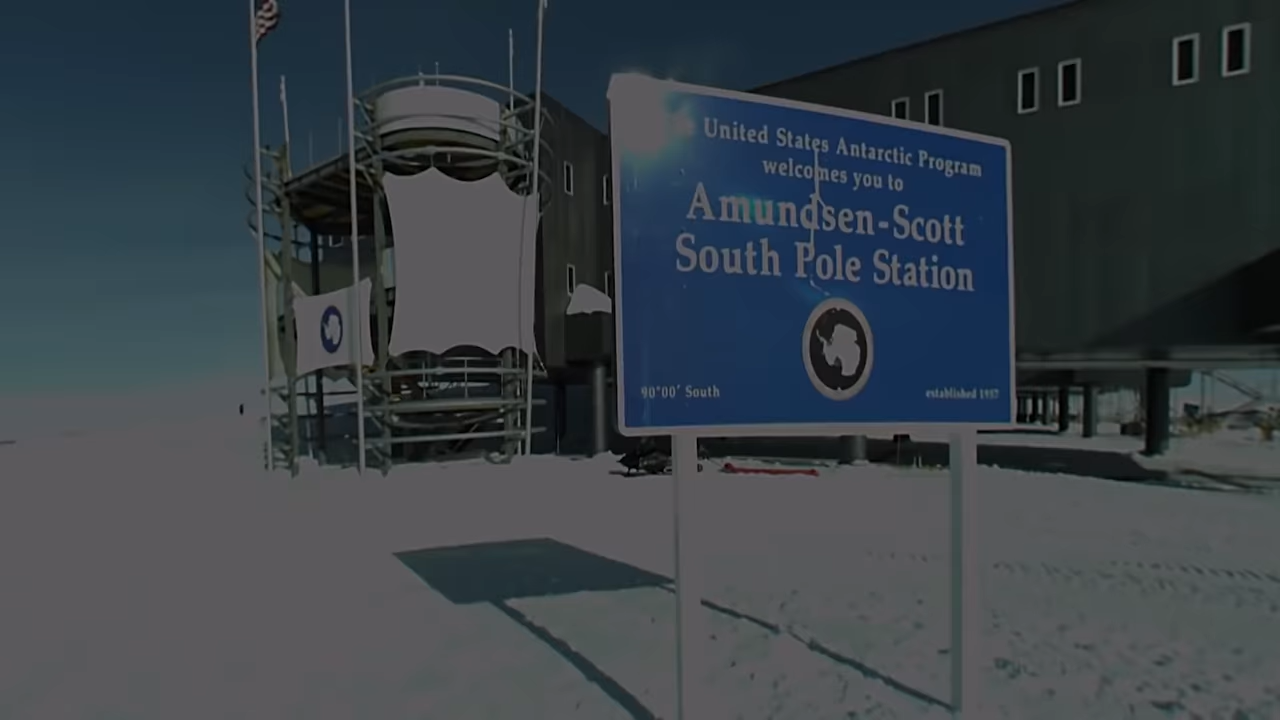 United States Antarctic Program
welcomes you to
Amundsen-Scott
South Pole Station
90°00' South
established 1957